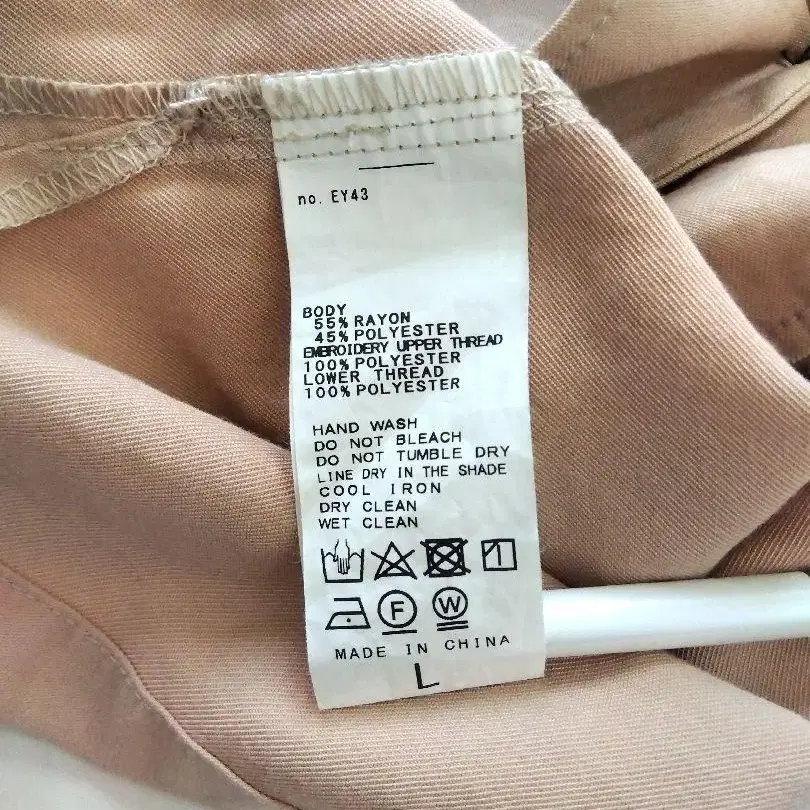 no. EY43
BODY
55% RAYON
45% POLYESTER
EMBROIDERY UPPER THREAD
100% POLYESTER
LOWER THREAD
100% POLYESTER
HAND WASH
DO NOT BLEACH
DO NOT TUMBLE DRY
LINE DRY IN THE SHADE
COOL IRON
DRY CLEAN
WET CLEAN
F W
MADE IN CHINA
L